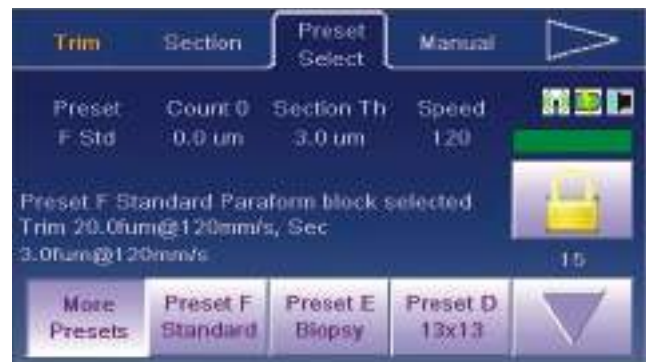 Trim Section Preset Select Manual
Preset Count 0 Section Th Speed
F Std 0.0 um 3.0 um 120
Preset F Standard Paraform block selected
Trim 20.0fum@120mm/s, Sec
3.0fum@120mm/s
15
More Presets Preset F Standard Preset E Biopsy Preset D 13x13